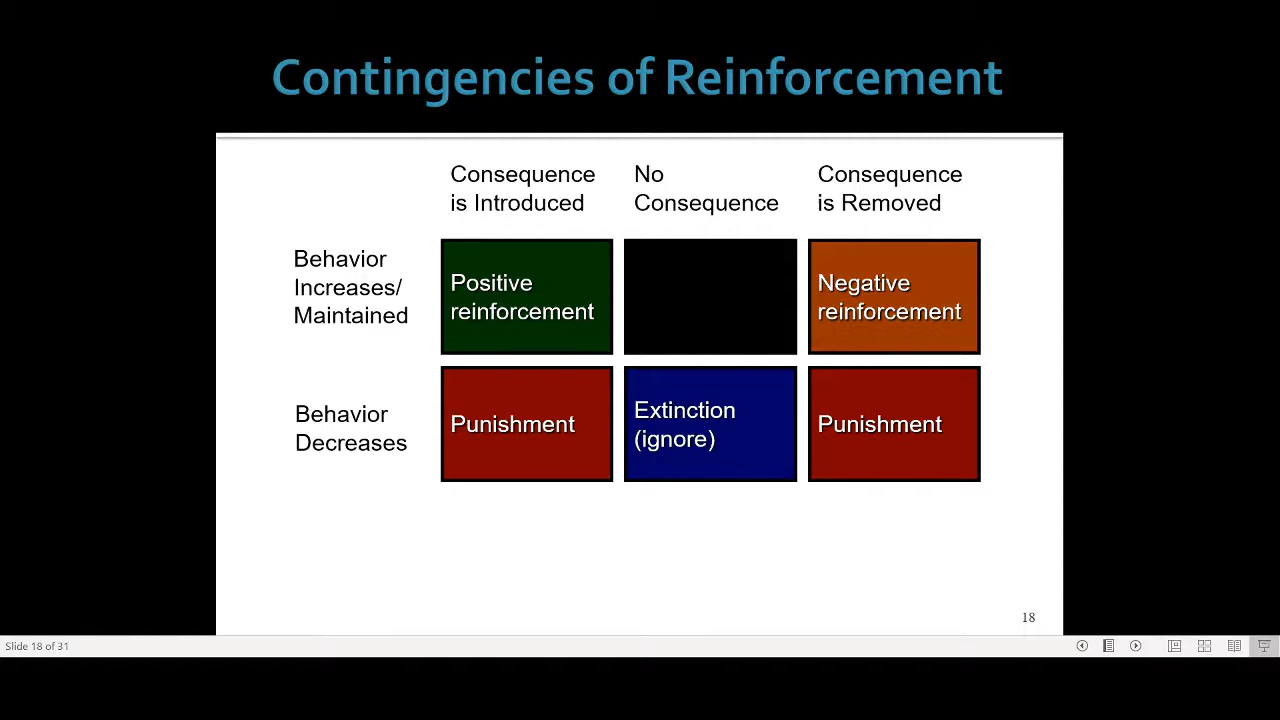 Contingencies of Reinforcement
Consequence
is Introduced
No
Consequence
Consequence
is Removed
Behavior
Increases/
Maintained
Positive
reinforcement
Negative
reinforcement
Behavior
Decreases
Punishment
Extinction
(ignore)
Punishment
18
Slide 18 of 31